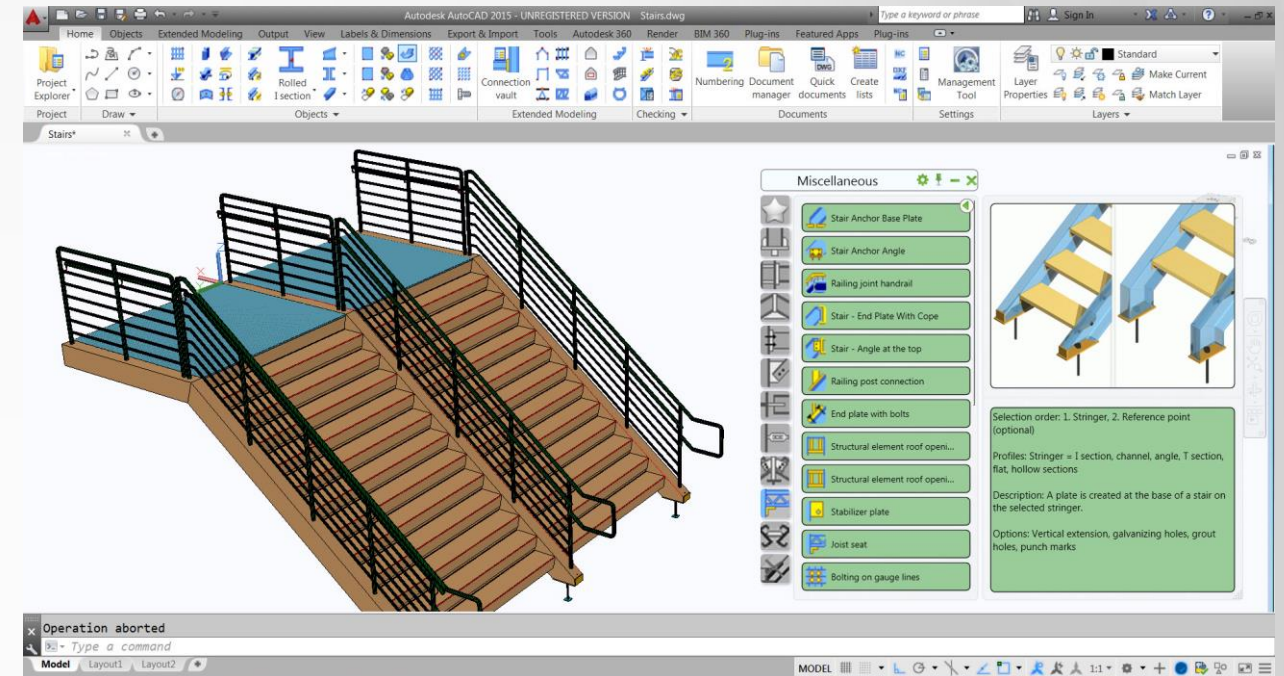 Autodesk AutoCAD 2015 - UNREGISTERED VERSION Stairs.dwg
Type a keyword or phrase
Sign In
Home Objects Extended Modeling Output View Labels & Dimensions Export & Import Tools Autodesk 360 Render BIM 360 Plug-ins Featured Apps Plug-ins
Project Explorer
Rolled I section
Connection vault
Numbering
Document manager
Quick documents
Create lists
Management Tool
Layer Properties
Standard
Make Current
Match Layer
Project Draw Objects Extended Modeling Checking Documents Settings Layers
Stairs*
Miscellaneous
Stair Anchor Base Plate
Stair Anchor Angle
Railing joint handrail
Stair - End Plate With Cope
Stair - Angle at the top
Railing post connection
End plate with bolts
Structural element roof openi...
Structural element roof openi...
Stabilizer plate
Joist seat
Bolting on gauge lines
Selection order: 1. Stringer, 2. Reference point
(optional)
Profiles: Stringer = I section, channel, angle, T section,
flat, hollow sections
Description: A plate is created at the base of a stair on
the selected stringer.
Options: Vertical extension, galvanizing holes, grout
holes, punch marks
Operation aborted
Type a command
Model Layout1 Layout2
MODEL
1:1